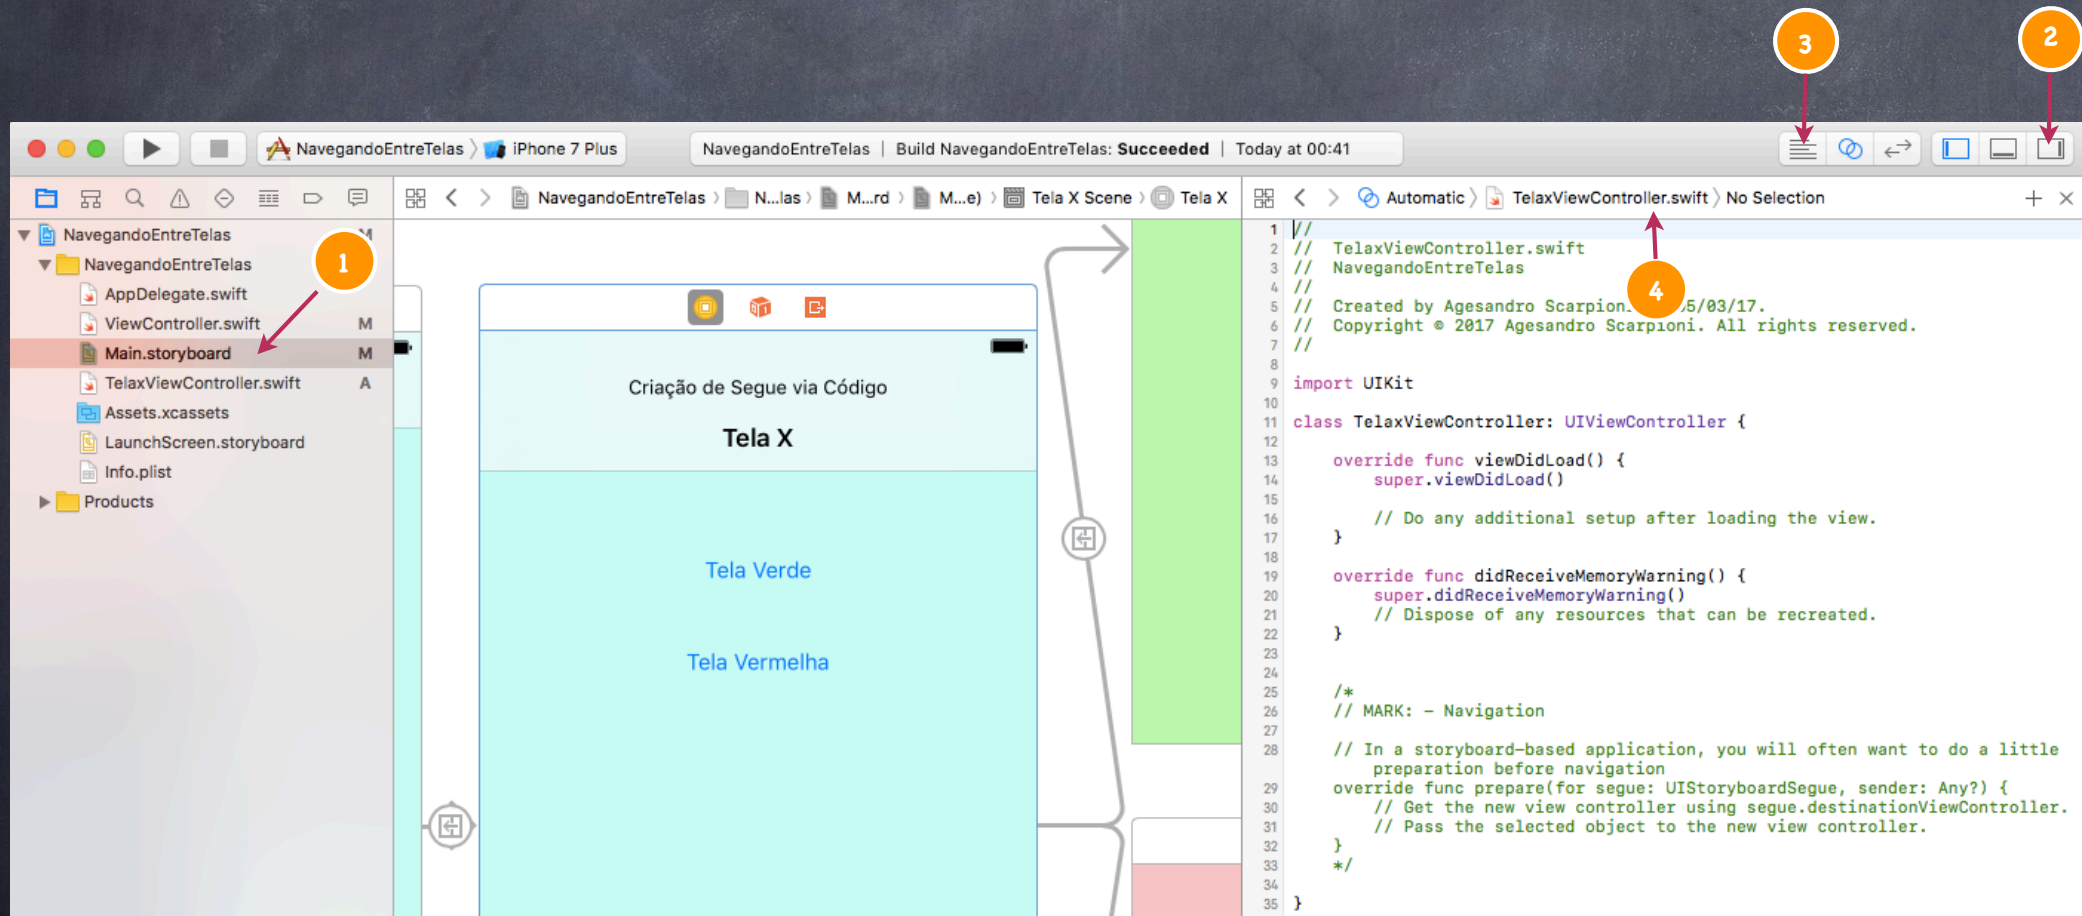 3
2
NavegandoEntreTelas 〉 iPhone 7 Plus
NavegandoEntreTelas | Build NavegandoEntreTelas: Succeeded | Today at 00:41
NavegandoEntreTelas 〉 N...las 〉 M...rd 〉 M...e) 〉 Tela X Scene 〉 Tela X
Automatic 〉 TelaxViewController.swift 〉 No Selection
NavegandoEntreTelas M
NavegandoEntreTelas
1
AppDelegate.swift
ViewController.swift M
Main.storyboard M
TelaxViewController.swift A
Assets.xcassets
LaunchScreen.storyboard
Info.plist
Products
Criação de Segue via Código
Tela X
Tela Verde
Tela Vermelha
4
1 //
2 //  TelaxViewController.swift
3 //  NavegandoEntreTelas
4 //
5 //  Created by Agesandro Scarpion 5/03/17.
6 //  Copyright © 2017 Agesandro Scarpioni. All rights reserved.
7 //
8
9 import UIKit
10
11 class TelaxViewController: UIViewController {
12
13     override func viewDidLoad() {
14         super.viewDidLoad()
15
16         // Do any additional setup after loading the view.
17     }
18
19     override func didReceiveMemoryWarning() {
20         super.didReceiveMemoryWarning()
21         // Dispose of any resources that can be recreated.
22     }
23
24
25     /*
26     // MARK: - Navigation
27
28     // In a storyboard-based application, you will often want to do a little
preparation before navigation
29     override func prepare(for segue: UIStoryboardSegue, sender: Any?) {
30         // Get the new view controller using segue.destinationViewController.
31         // Pass the selected object to the new view controller.
32     }
33     */
34
35 }